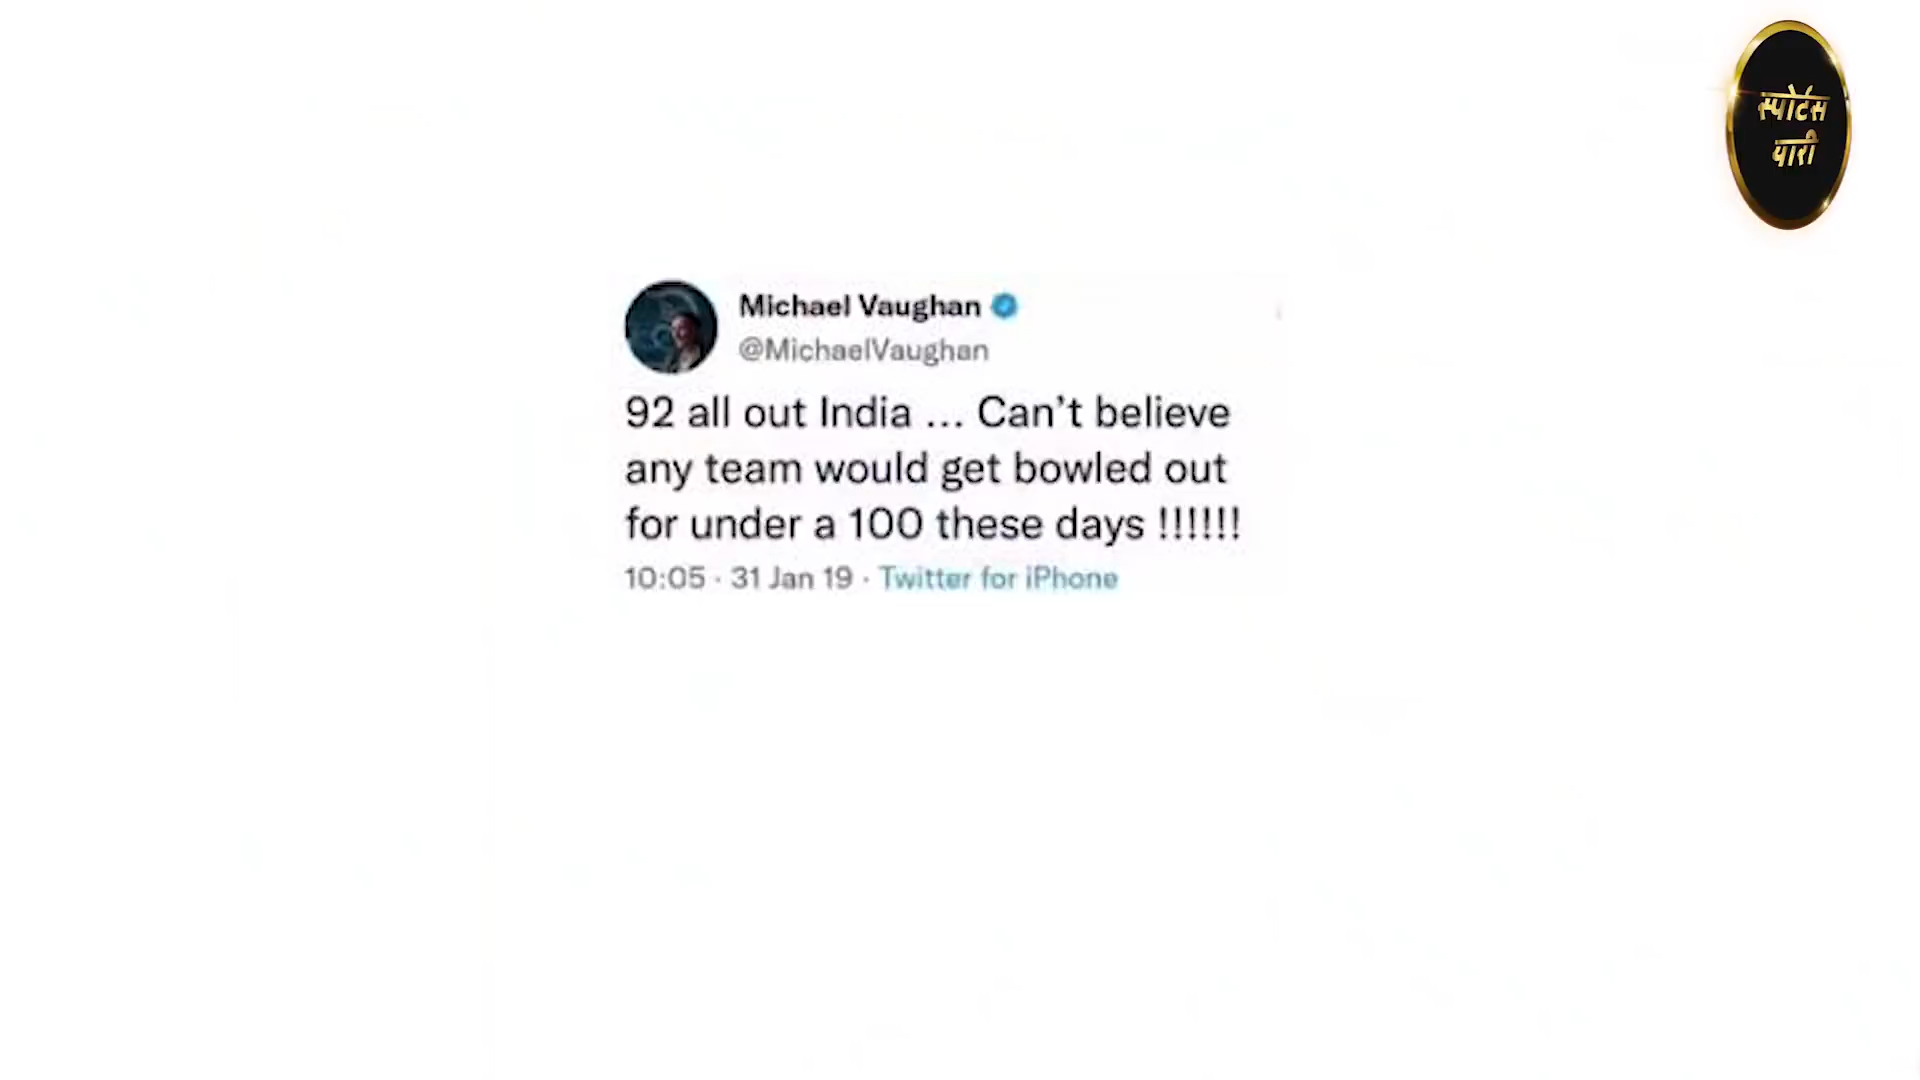 स्पोर्टस
यारी
Michael Vaughan
@MichaelVaughan
92 all out India ... Can't believe
any team would get bowled out
for under a 100 these days !!!!!!
10:05 · 31 Jan 19 · Twitter for iPhone